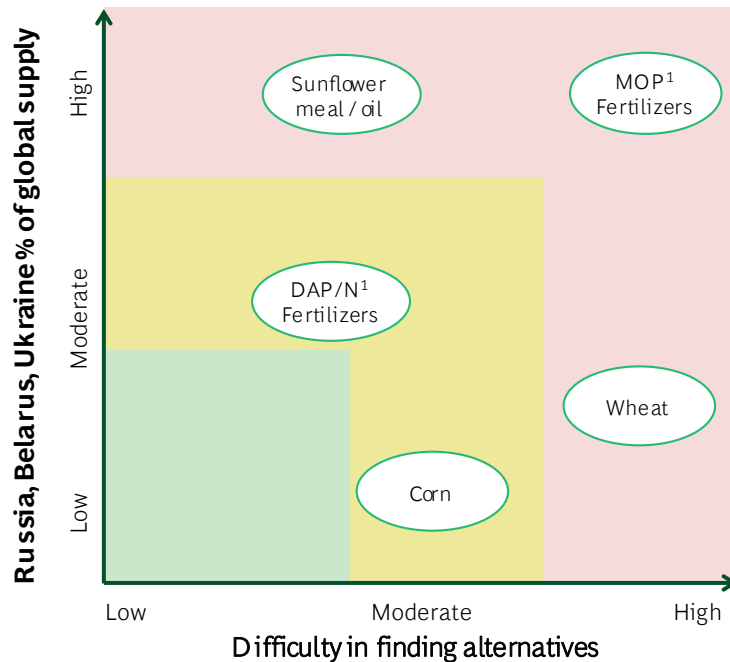 Russia, Belarus, Ukraine % of global supply
High
Moderate
Low
Sunflower
meal / oil
MOP¹
Fertilizers
DAP/N¹
Fertilizers
Wheat
Corn
Low
Moderate
High
Difficulty in finding alternatives